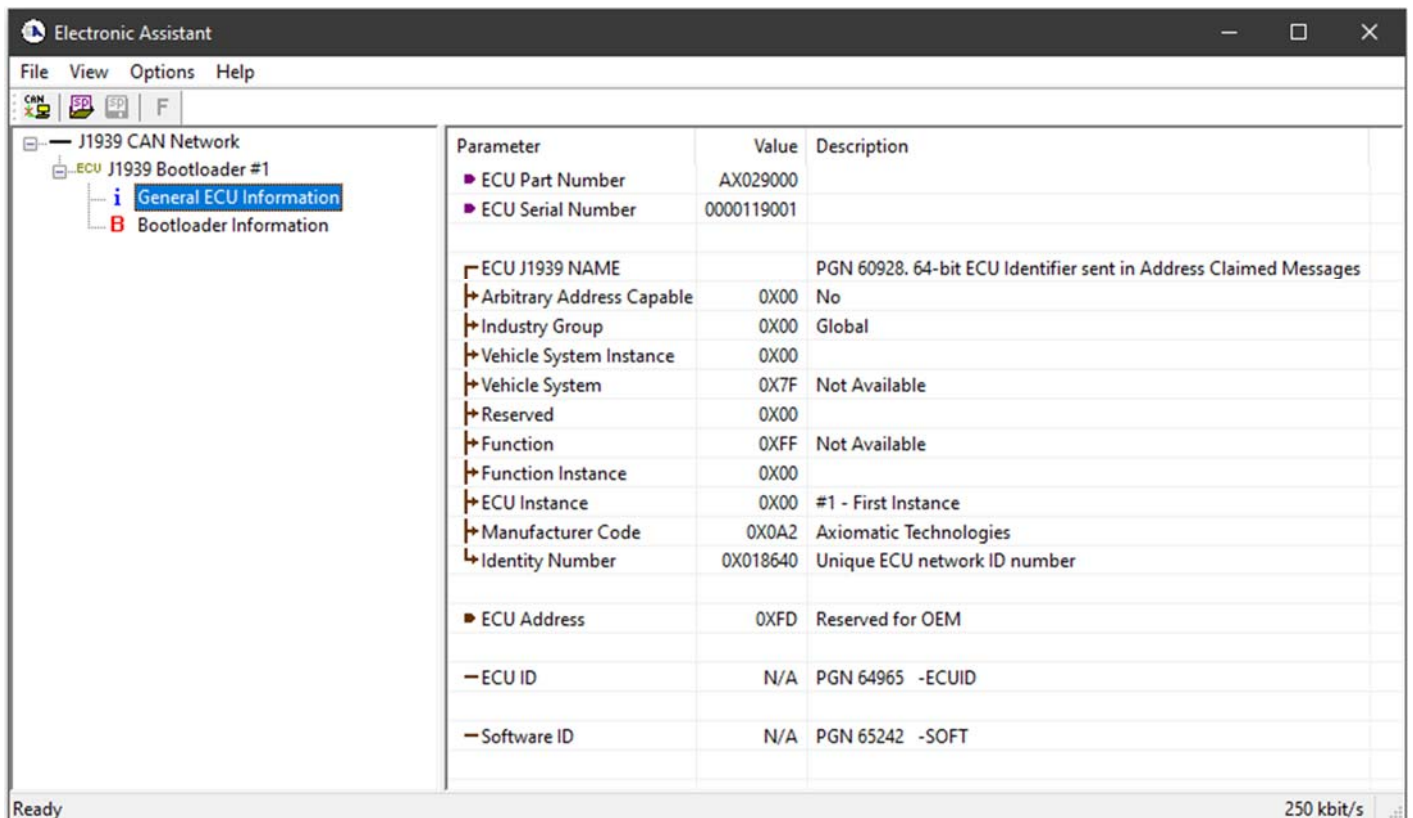 Electronic Assistant
File View Options Help
CAN SP SP F
J1939 CAN Network
ECU J1939 Bootloader #1
i General ECU Information
B Bootloader Information
Parameter Value Description
ECU Part Number AX029000
ECU Serial Number 0000119001
ECU J1939 NAME PGN 60928. 64-bit ECU Identifier sent in Address Claimed Messages
Arbitrary Address Capable 0X00 No
Industry Group 0X00 Global
Vehicle System Instance 0X00
Vehicle System 0X7F Not Available
Reserved 0X00
Function 0XFF Not Available
Function Instance 0X00
ECU Instance 0X00 #1 - First Instance
Manufacturer Code 0X0A2 Axiomatic Technologies
Identity Number 0X018640 Unique ECU network ID number
ECU Address 0XFD Reserved for OEM
ECU ID N/A PGN 64965 -ECUID
Software ID N/A PGN 65242 -SOFT
Ready 250 kbit/s